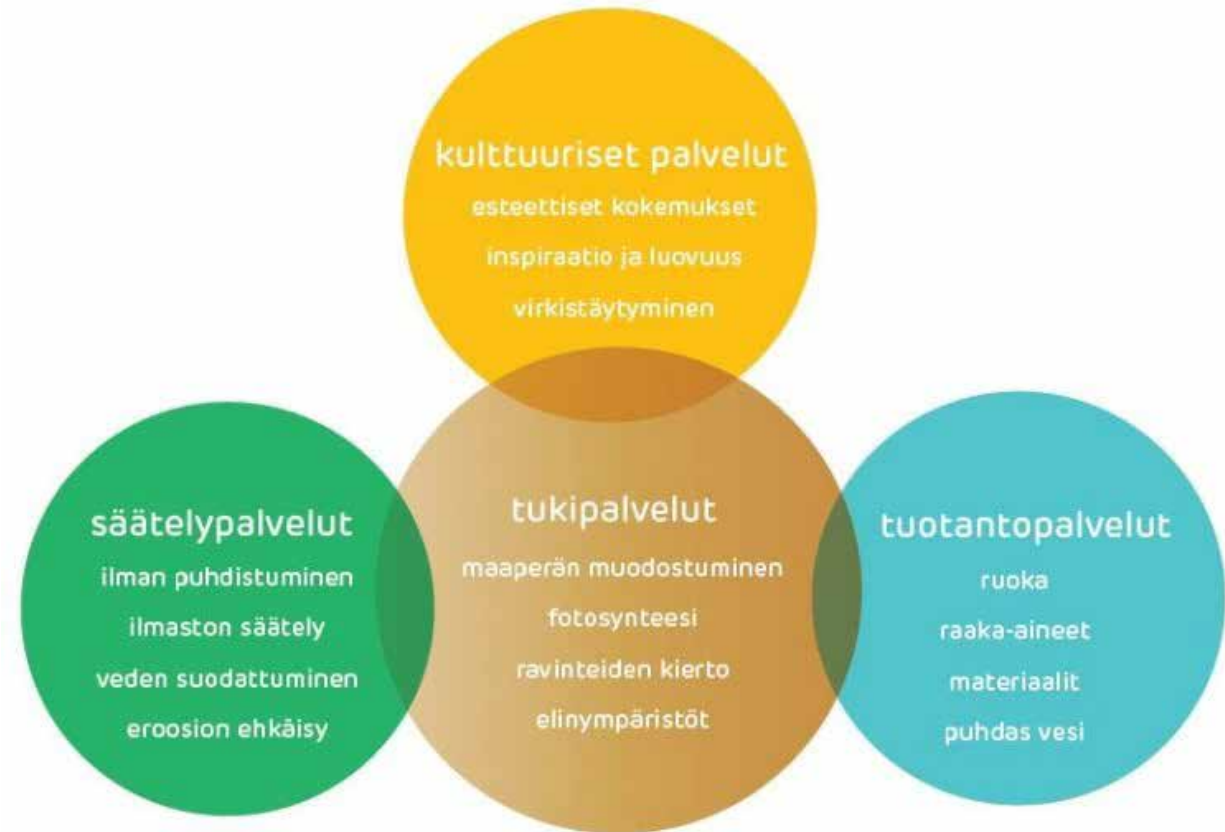 kulttuuriset palvelut
esteettiset kokemukset
inspiraatio ja luovuus
virkistäytyminen
säätelypalvelut
ilman puhdistuminen
ilmaston säätely
veden suodattuminen
eroosion ehkäisy
tukipalvelut
maaperän muodostuminen
fotosynteesi
ravinteiden kierto
elinympäristöt
tuotantopalvelut
ruoka
raaka-aineet
materiaalit
puhdas vesi